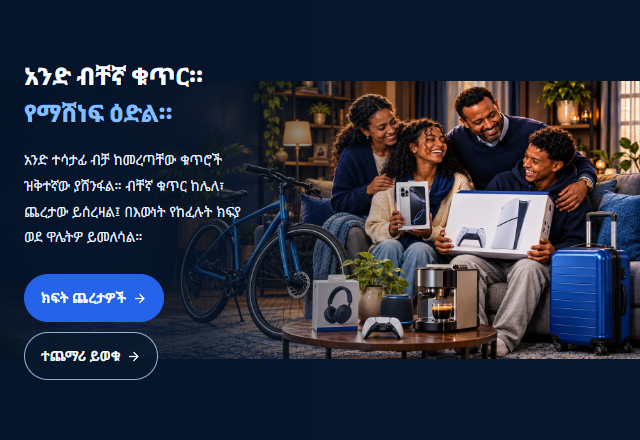 አንድ ብቸኛ ቁጥር።
የማሸነፍ ዕድል።
አንድ ተሳታፊ ብቻ ከመረጣቸው ቁጥሮች
ዝቅተኛው ያሸንፋል። ብቸኛ ቁጥር ከሌለ፣
ጨረታው ይሰረዛል፤ በእውነት የከፈሉት ክፍያ
ወደ ዋሌትዎ ይመለሳል።
ክፍት ጨረታዎች →
ተጨማሪ ይወቁ →